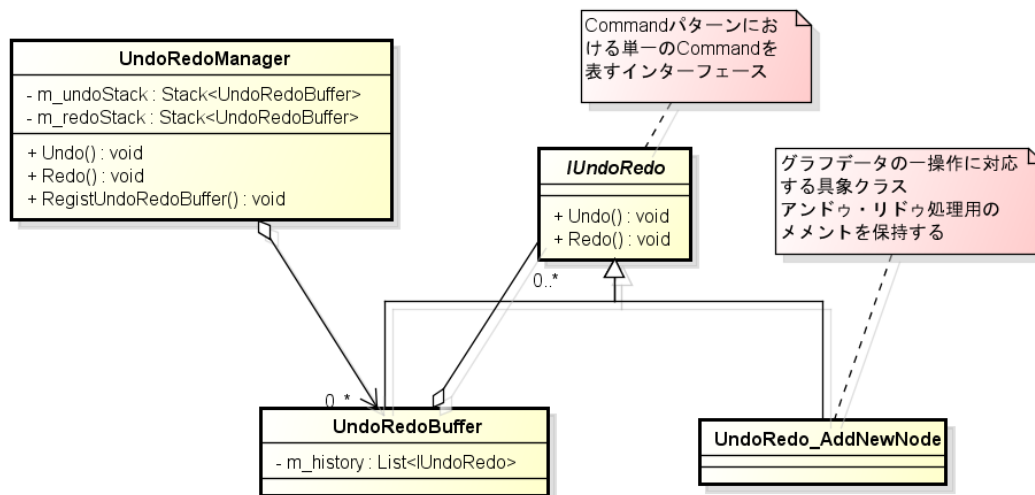 Commandパターンにお
ける単一のCommandを
表すインターフェース
UndoRedoManager
- m_undoStack : Stack<UndoRedoBuffer>
- m_redoStack : Stack<UndoRedoBuffer>
+ Undo() : void
+ Redo() : void
+ RegistUndoRedoBuffer() : void
IUndoRedo
+ Undo() : void
+ Redo() : void
グラフデータの一操作に対応
する具象クラス
アンドゥ・リドゥ処理用の
メメントを保持する
0..*
0..*
UndoRedoBuffer
- m_history : List<IUndoRedo>
UndoRedo_AddNewNode